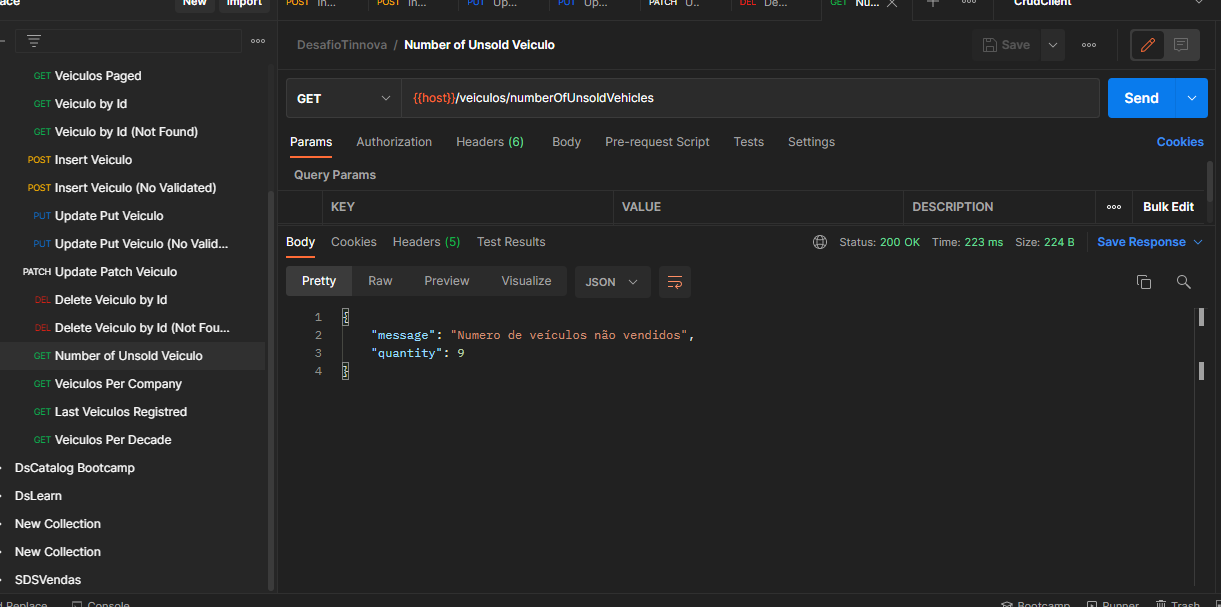 ace New Import
POST In... POST In... PUT Up... PUT Up... PATCH U.. DEL De... GET Nu... CrudClient
DesafioTinnova / Number of Unsold Veiculo Save
GET Veiculos Paged
GET Veiculo by Id
GET Veiculo by Id (Not Found)
POST Insert Veiculo
POST Insert Veiculo (No Validated)
PUT Update Put Veiculo
PUT Update Put Veiculo (No Valid...
PATCH Update Patch Veiculo
DEL Delete Veiculo by Id
DEL Delete Veiculo by Id (Not Fou...
GET Number of Unsold Veiculo
GET Veiculos Per Company
GET Last Veiculos Registred
GET Veiculos Per Decade
DsCatalog Bootcamp
DsLearn
New Collection
New Collection
SDSVendas
GET {{host}}/veiculos/numberOfUnsoldVehicles Send
Params Authorization Headers (6) Body Pre-request Script Tests Settings Cookies
Query Params
KEY VALUE DESCRIPTION Bulk Edit
Body Cookies Headers (5) Test Results Status: 200 OK Time: 223 ms Size: 224 B Save Response
Pretty Raw Preview Visualize JSON
1 {
2 "message": "Numero de veículos não vendidos",
3 "quantity": 9
4 }
d Replace Console Bootcamp Runner Trash